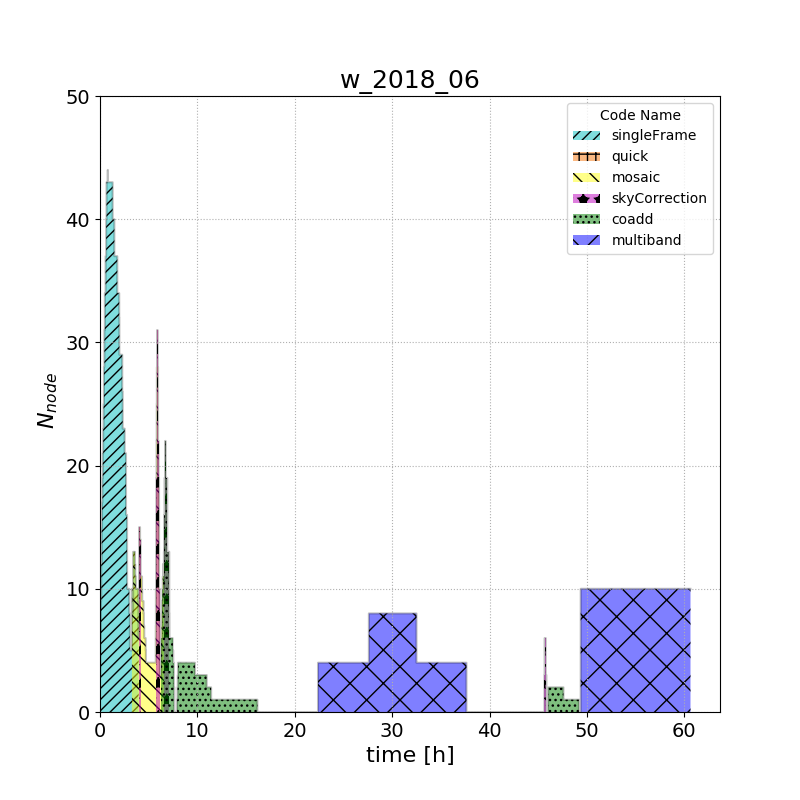 w_2018_06
50
40
30
20
10
0
N_node
Code Name
singleFrame
quick
mosaic
skyCorrection
coadd
multiband
0 10 20 30 40 50 60
time [h]